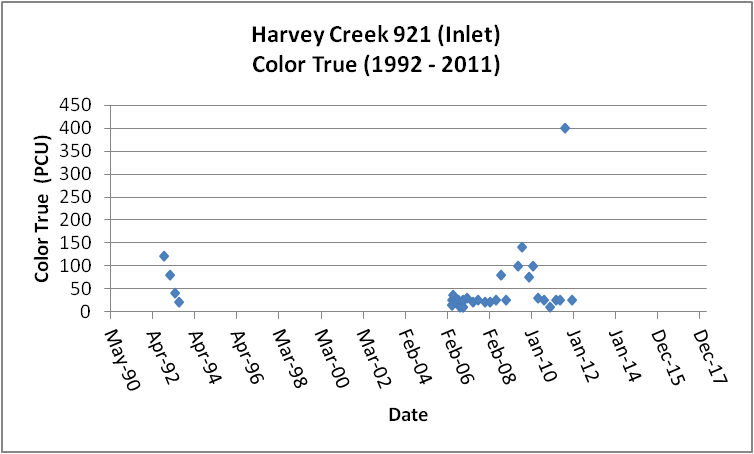 Harvey Creek 921 (Inlet)
Color True (1992 - 2011)
Color True  (PCU)
450
400
350
300
250
200
150
100
50
0
May-90
Apr-92
Apr-94
Apr-96
Mar-98
Mar-00
Mar-02
Feb-04
Feb-06
Feb-08
Jan-10
Jan-12
Jan-14
Dec-15
Dec-17
Date